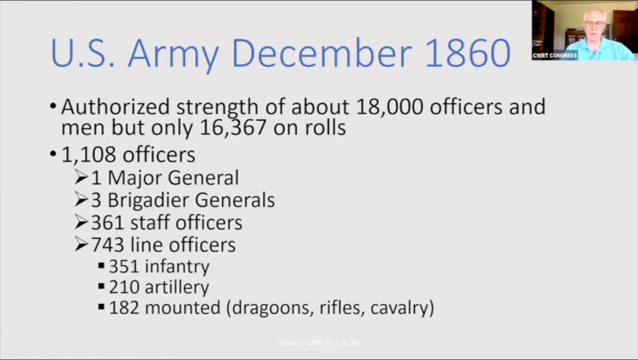 U.S. Army December 1860
CWRT CONGRESS
•Authorized strength of about 18,000 officers and
men but only 16,367 on rolls
•1,108 officers
➢1 Major General
➢3 Brigadier Generals
➢361 staff officers
➢743 line officers
▪351 infantry
▪210 artillery
▪182 mounted (dragoons, rifles, cavalry)
Source: CMH